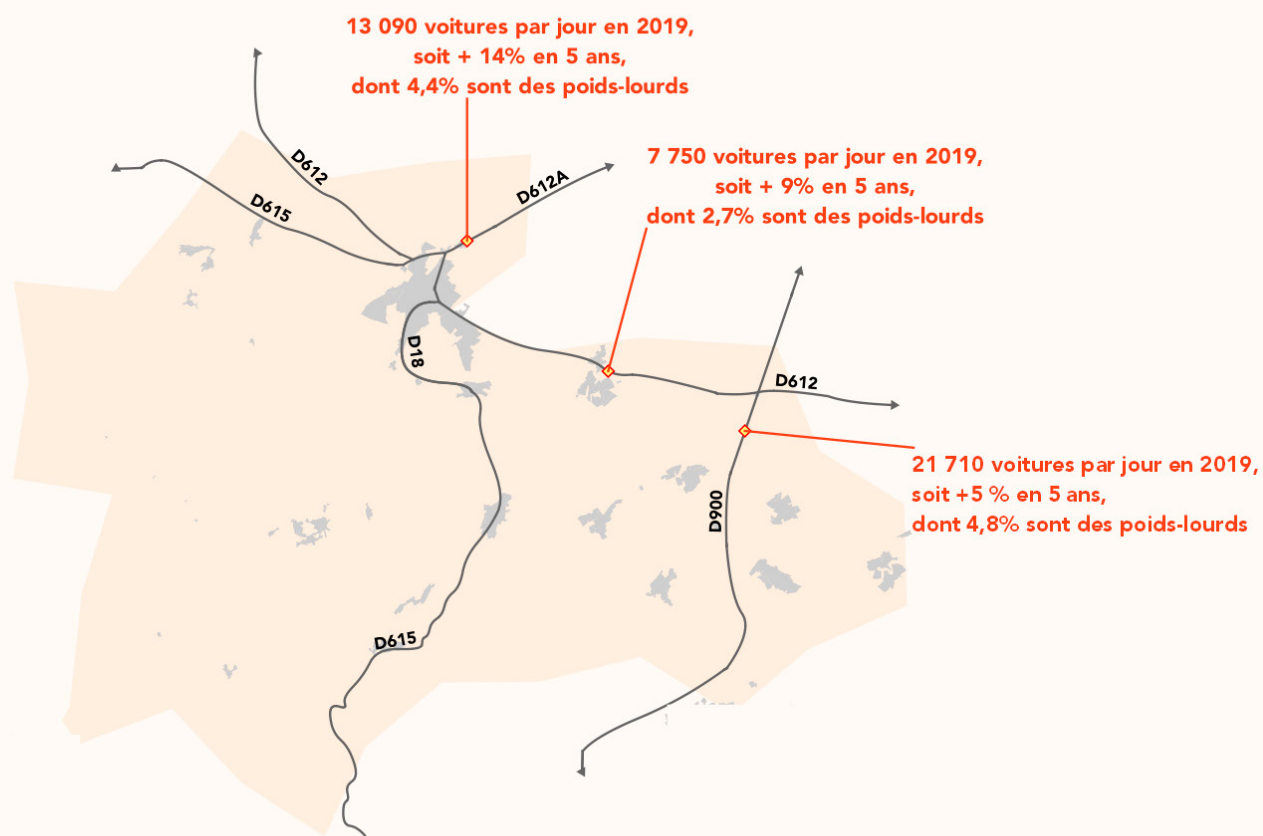 13 090 voitures par jour en 2019,
soit + 14% en 5 ans,
dont 4,4% sont des poids-lourds
7 750 voitures par jour en 2019,
soit + 9% en 5 ans,
dont 2,7% sont des poids-lourds
D612
D612A
D615
D18
D612
21 710 voitures par jour en 2019,
soit +5 % en 5 ans,
dont 4,8% sont des poids-lourds
D900
D615